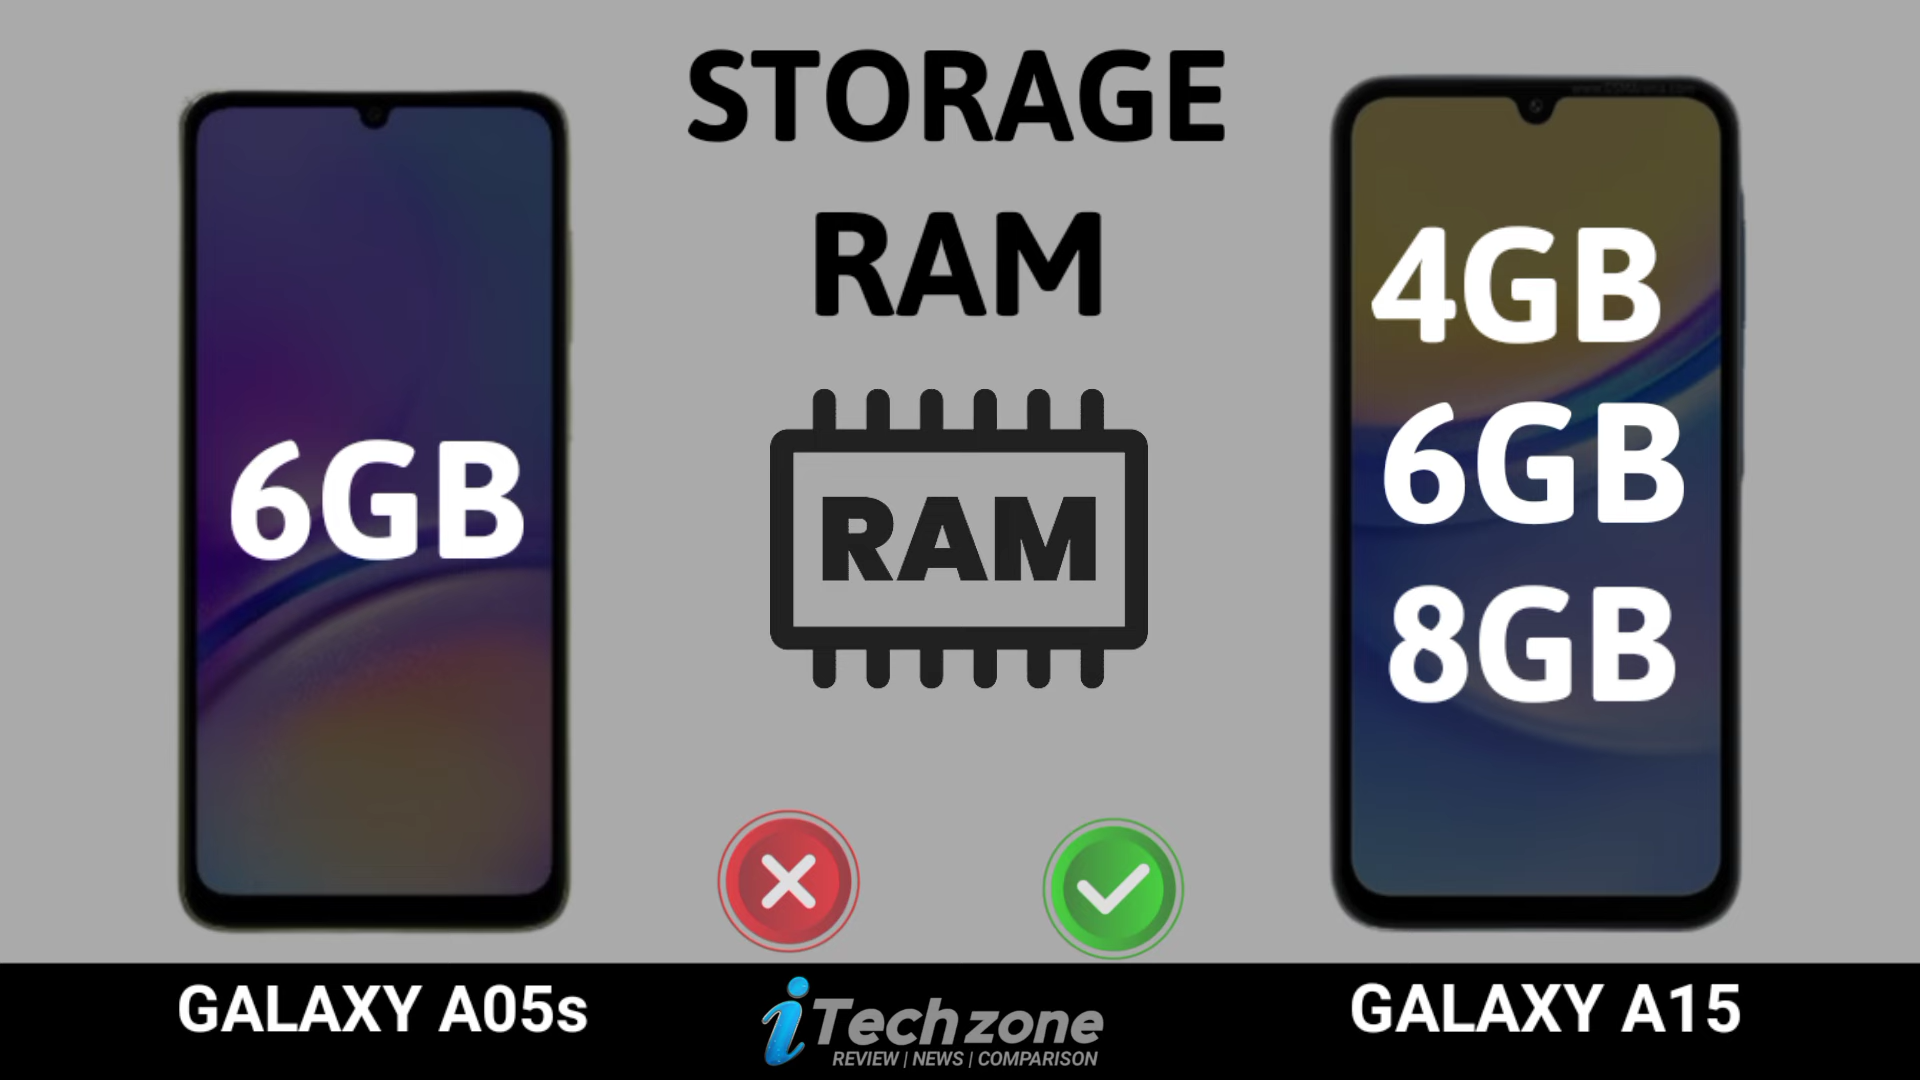 STORAGE
RAM
6GB
RAM
4GB
6GB
8GB
GALAXY A05s
iTechzone
REVIEW | NEWS | COMPARISON
GALAXY A15